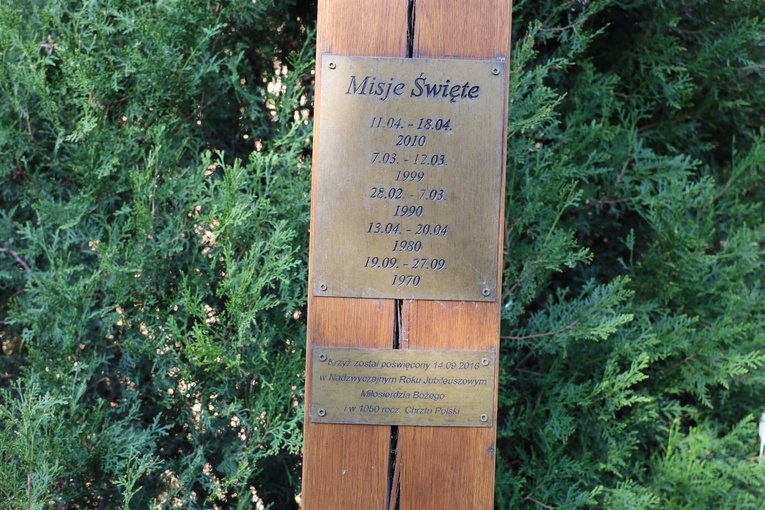 Misje Święte
11.04. - 18.04.
2010
7.03. - 12.03.
1999
28.02. - 7.03.
1990
13.04. - 20.04
1980
19.09. - 27.09.
1970
Krzyż został poświęcony 14.09.2016
w Nadzwyczajnym Roku Jubileuszowym
Miłosierdzia Bożego
i w 1050 rocz. Chrztu Polski